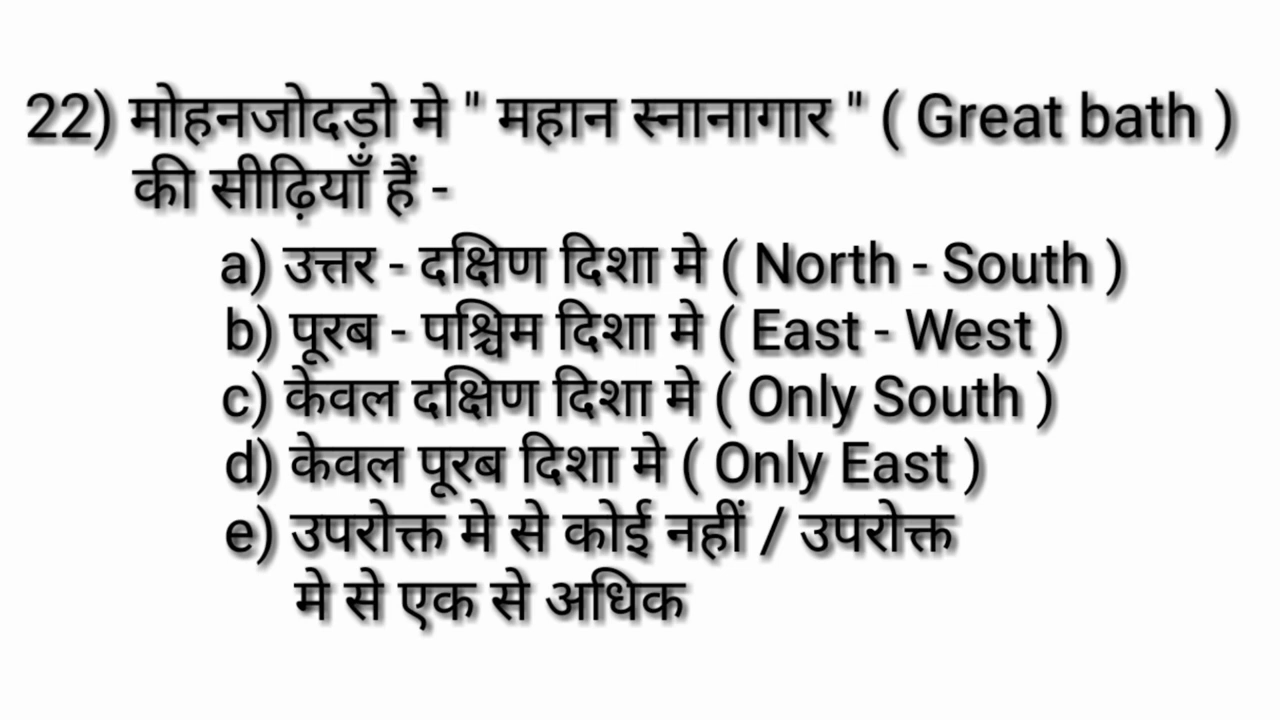 22) मोहनजोदड़ो मे " महान स्नानागार " ( Great bath )
की सीढ़ियाँ हैं -
a) उत्तर - दक्षिण दिशा मे ( North - South )
b) पूरब - पश्चिम दिशा मे ( East - West )
c) केवल दक्षिण दिशा मे ( Only South )
d) केवल पूरब दिशा मे ( Only East )
e) उपरोक्त मे से कोई नहीं / उपरोक्त
मे से एक से अधिक